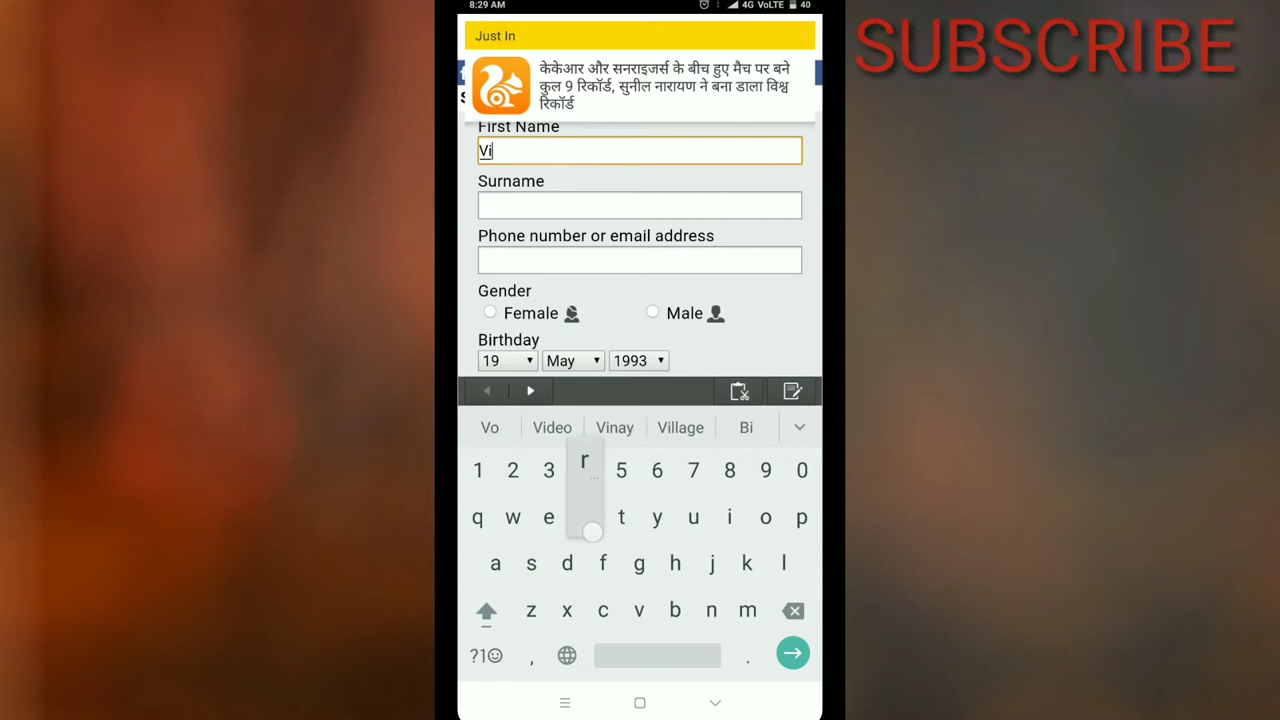 8:29 AM 4G VoLTE 40
SUBSCRIBE
Just In
केकेआर और सनराइजर्स के बीच हुए मैच पर बने
कुल 9 रिकॉर्ड, सुनील नारायण ने बना डाला विश्व
रिकॉर्ड
First Name
Vi
Surname
Phone number or email address
Gender
Female Male
Birthday
19 May 1993
Vo Video Vinay Village Bi
1 2 3 r 5 6 7 8 9 0
q w e t y u i o p
a s d f g h j k l
z x c v b n m
?1 , .